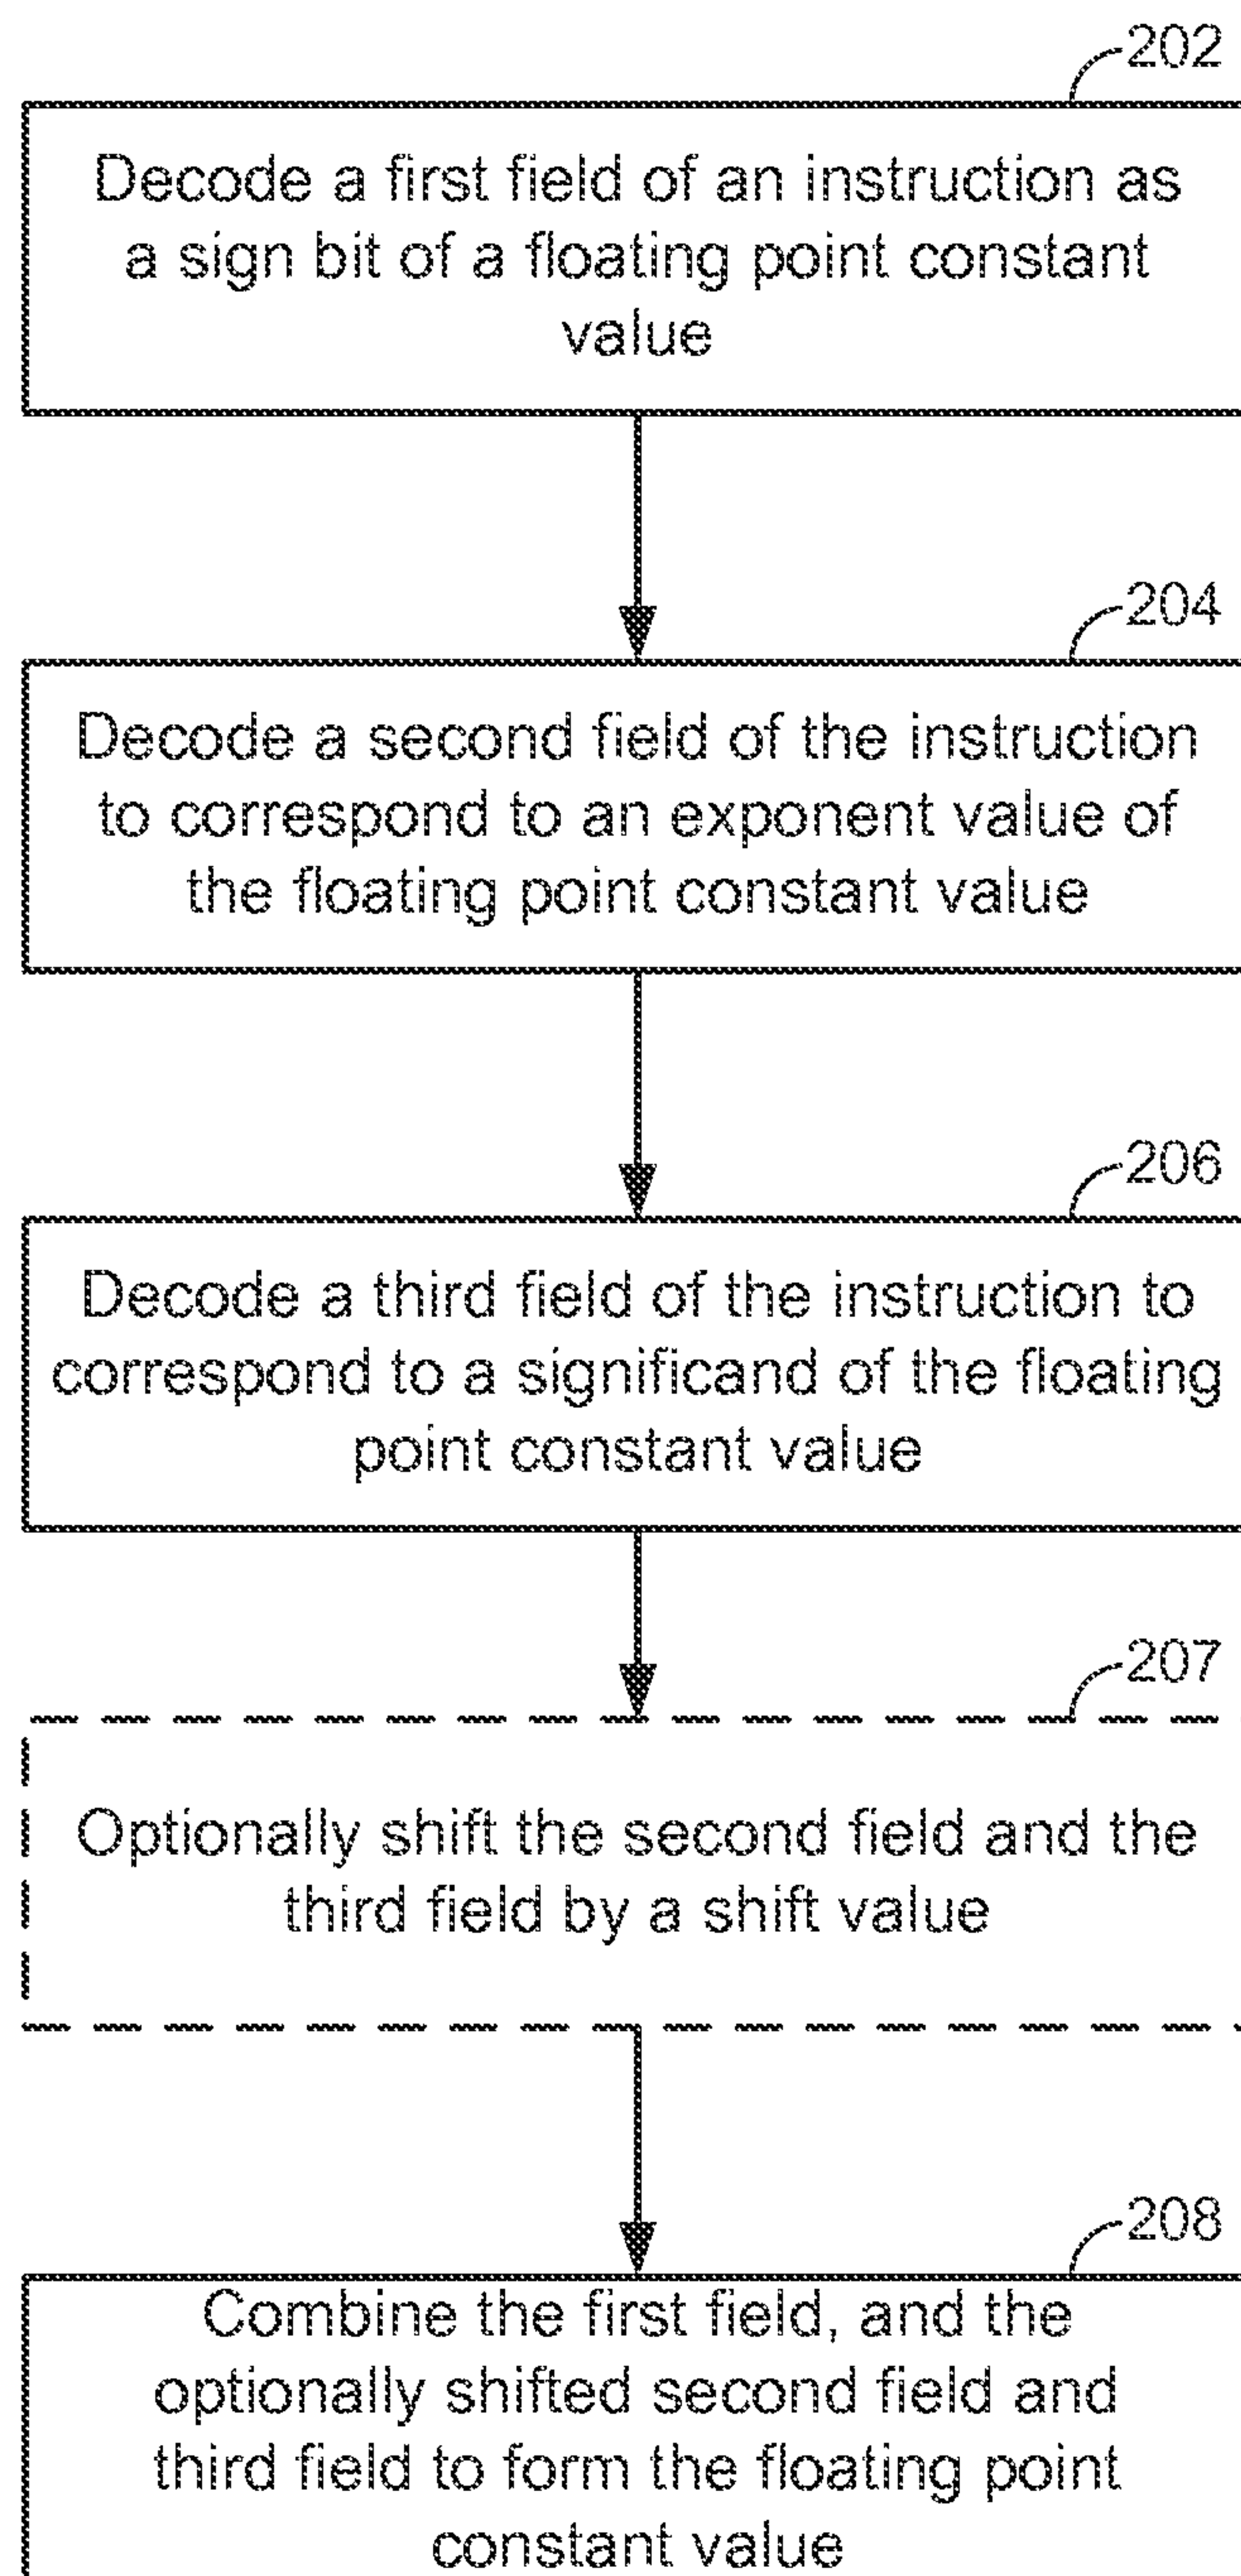 202
Decode a first field of an instruction as
a sign bit of a floating point constant
value
204
Decode a second field of the instruction
to correspond to an exponent value of
the floating point constant value
206
Decode a third field of the instruction to
correspond to a significand of the floating
point constant value
207
Optionally shift the second field and the
third field by a shift value
208
Combine the first field, and the
optionally shifted second field and
third field to form the floating point
constant value